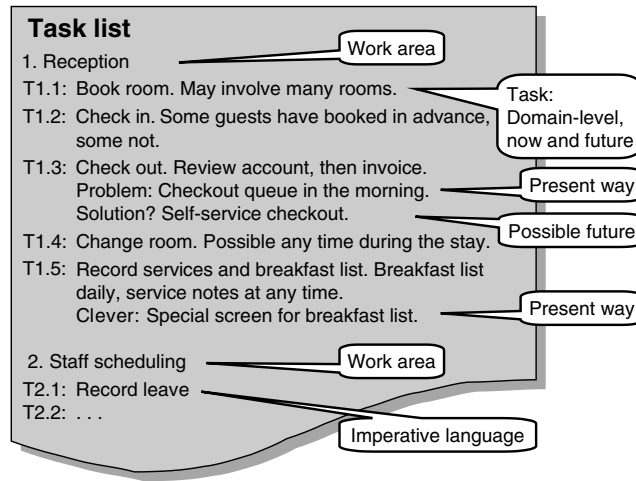 Task list
1. Reception
Work area
T1.1: Book room. May involve many rooms.
Task:
Domain-level,
now and future
T1.2: Check in. Some guests have booked in advance,
some not.
T1.3: Check out. Review account, then invoice.
Problem: Checkout queue in the morning.
Present way
Solution? Self-service checkout.
Possible future
T1.4: Change room. Possible any time during the stay.
T1.5: Record services and breakfast list. Breakfast list
daily, service notes at any time.
Clever: Special screen for breakfast list.
Present way
2. Staff scheduling
Work area
T2.1: Record leave
T2.2: . . .
Imperative language